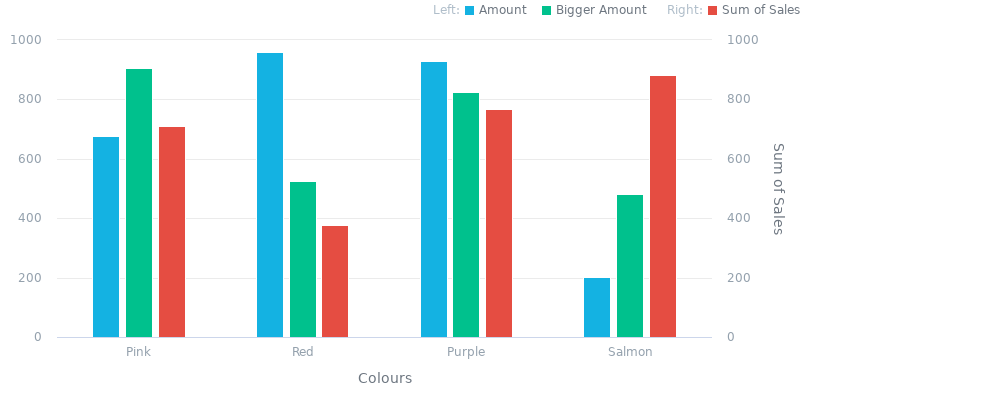 Left: Amount Bigger Amount Right: Sum of Sales
1000 1000
800 800
600 600
400 400
200 200
0 0
Sum of Sales
Pink Red Purple Salmon
Colours